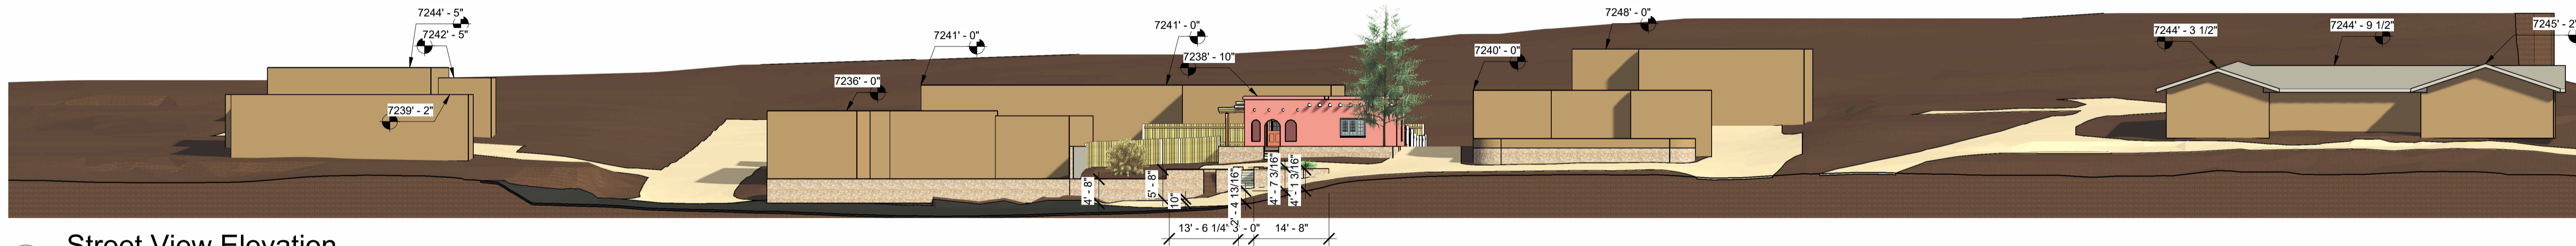 7244' - 5"
7242' - 5"
7239' - 2"
7236' - 0"
7241' - 0"
7241' - 0"
7238' - 10"
7240' - 0"
7248' - 0"
7244' - 3 1/2"
7244' - 9 1/2"
7245' - 2"
4' - 8"
5' - 8"
10"
2' - 4 13/16"
4' - 7 3/16"
4' - 1 3/16"
13' - 6 1/4"
3' - 0"
14' - 8"
Street View Elevation